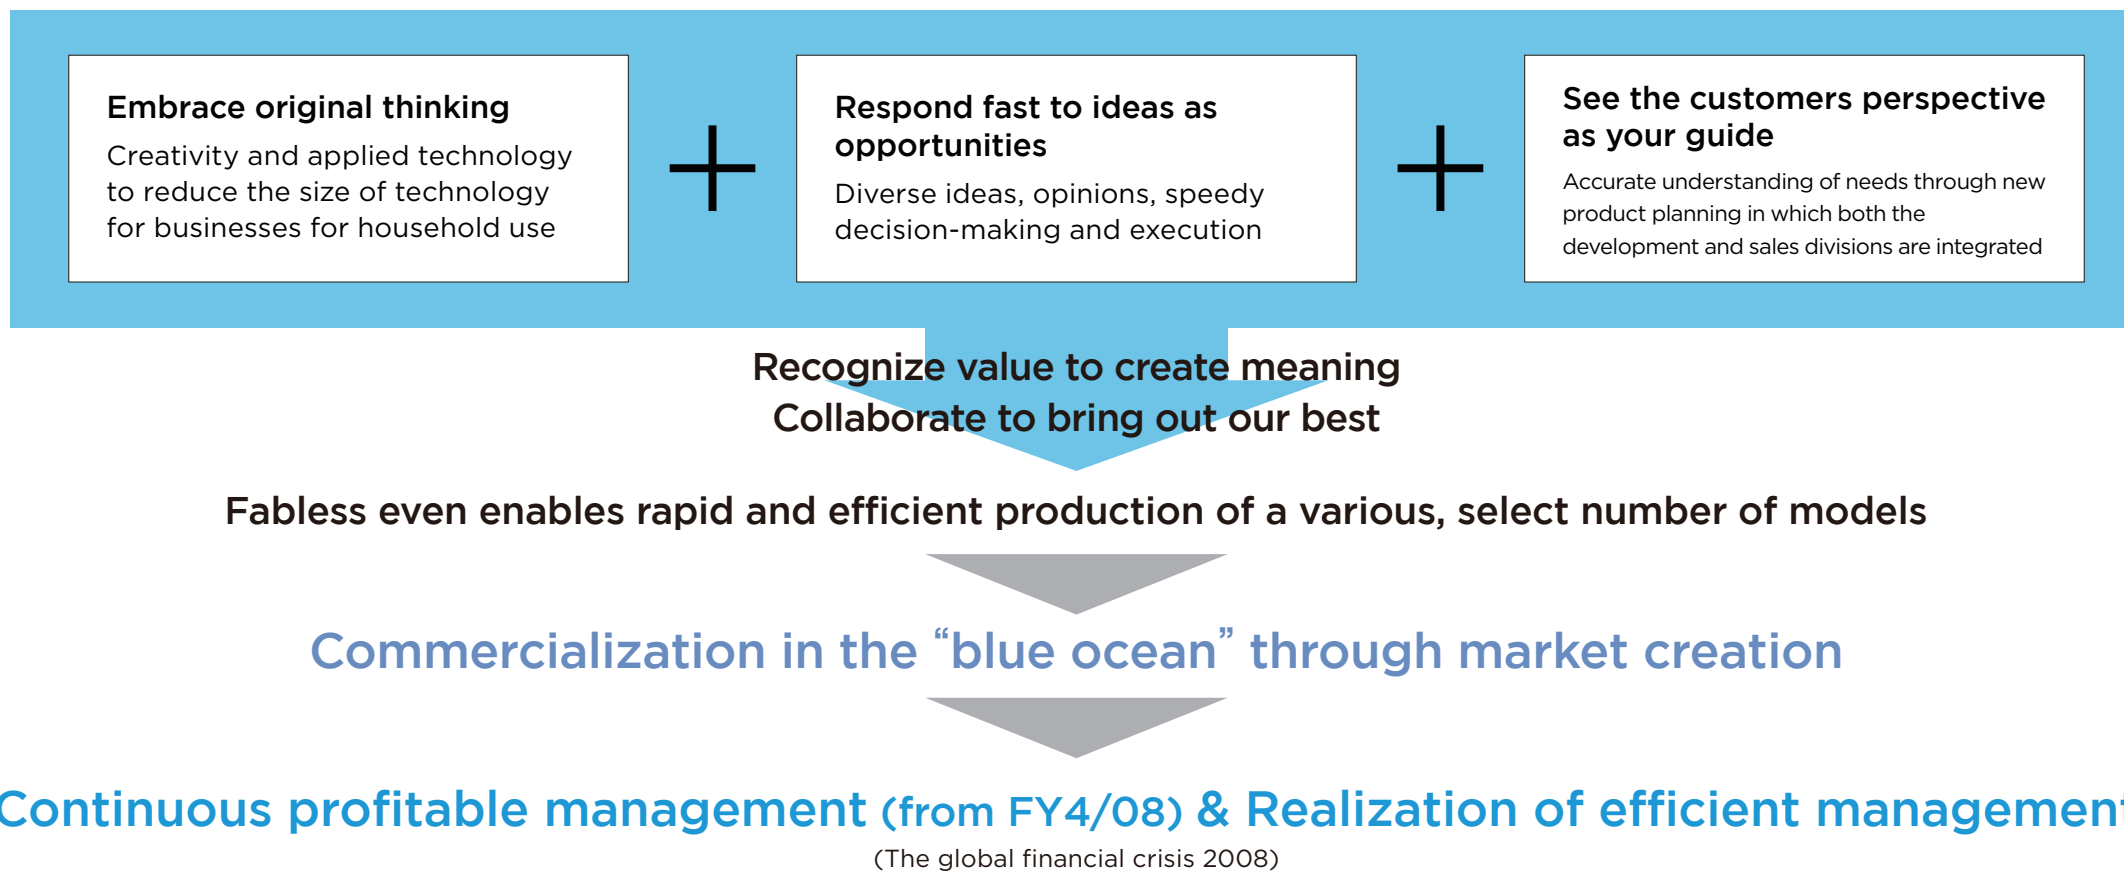 Embrace original thinking
Creativity and applied technology
to reduce the size of technology
for businesses for household use
Respond fast to ideas as
opportunities
Diverse ideas, opinions, speedy
decision-making and execution
See the customers perspective
as your guide
Accurate understanding of needs through new
product planning in which both the
development and sales divisions are integrated
Recognize value to create meaning
Collaborate to bring out our best
Fabless even enables rapid and efficient production of a various, select number of models
Commercialization in the “blue ocean” through market creation
Continuous profitable management (from FY4/08) & Realization of efficient management
(The global financial crisis 2008)